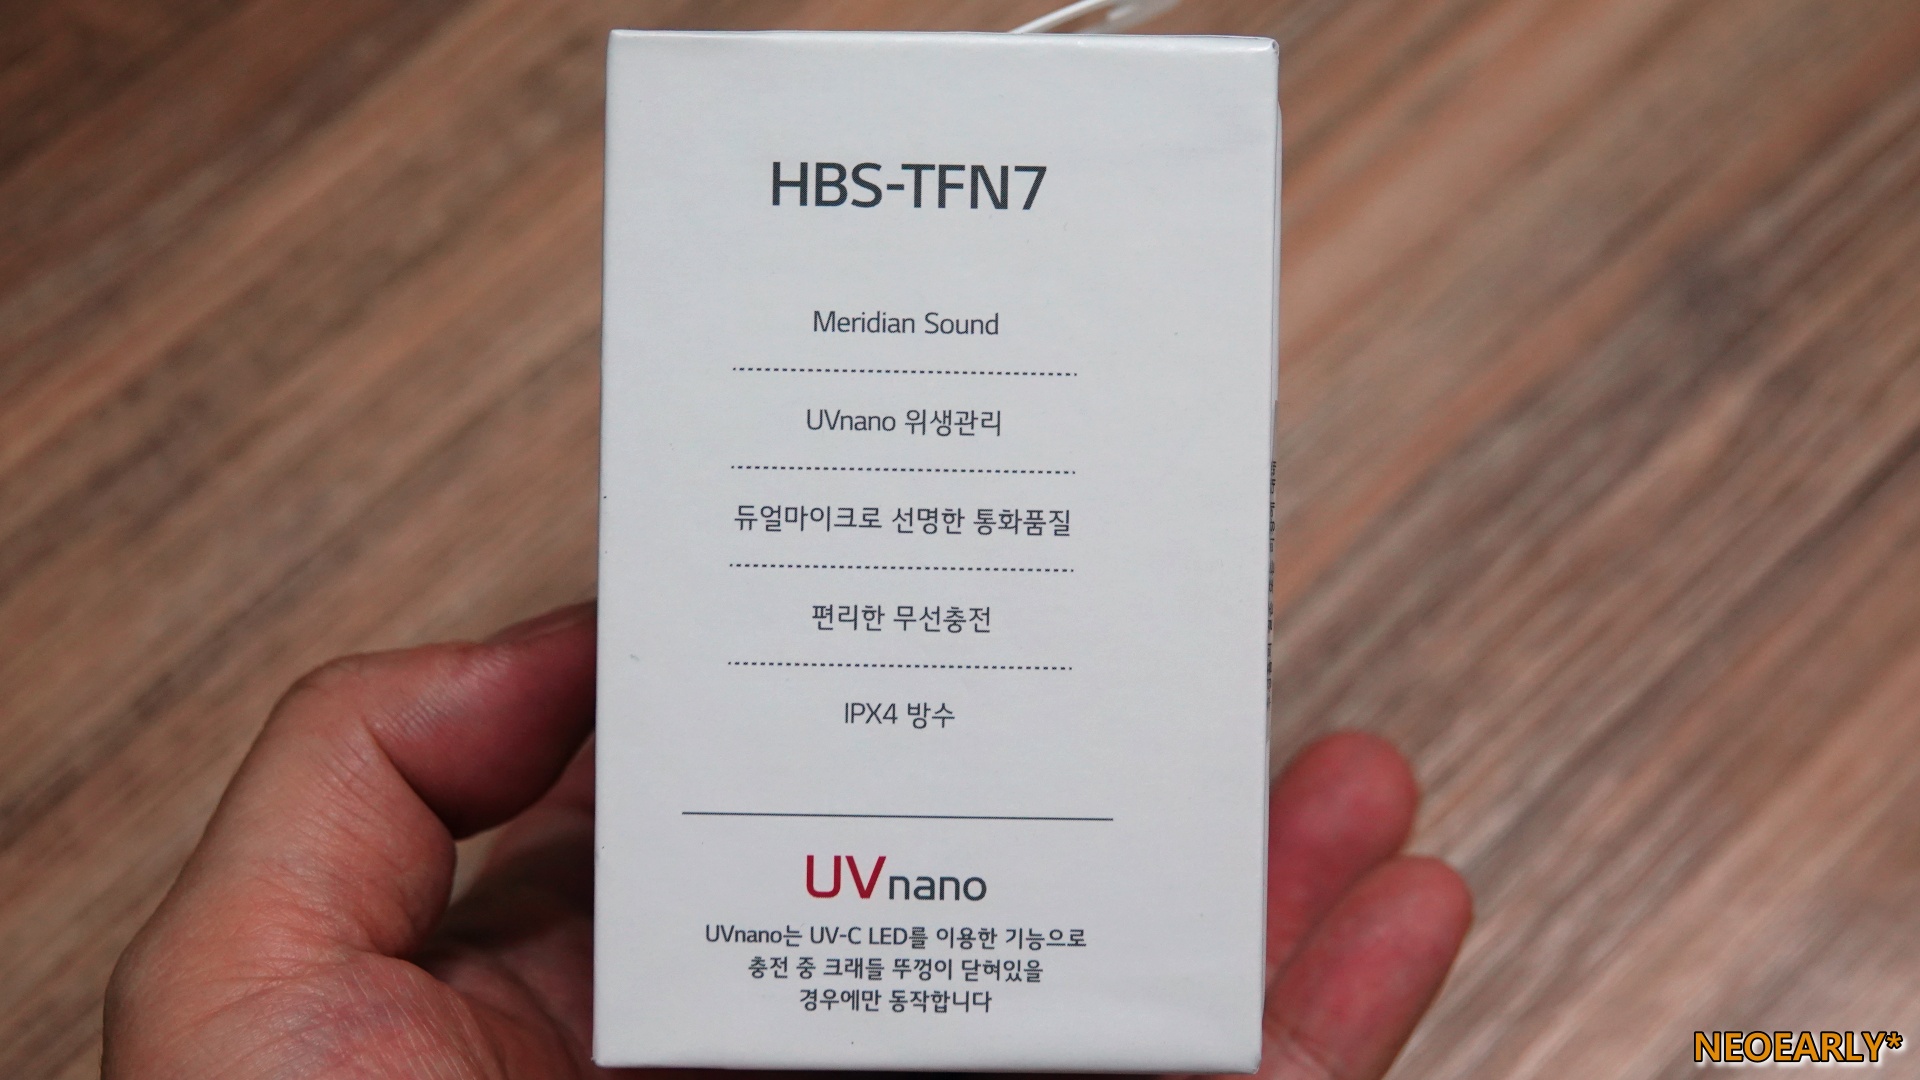 HBS-TFN7
Meridian Sound
UVnano 위생관리
듀얼마이크로 선명한 통화품질
편리한 무선충전
IPX4 방수
UVnano
UVnano는 UV-C LED를 이용한 기능으로
충전 중 크래들 뚜껑이 닫혀있을
경우에만 동작합니다
NEOEARLY*